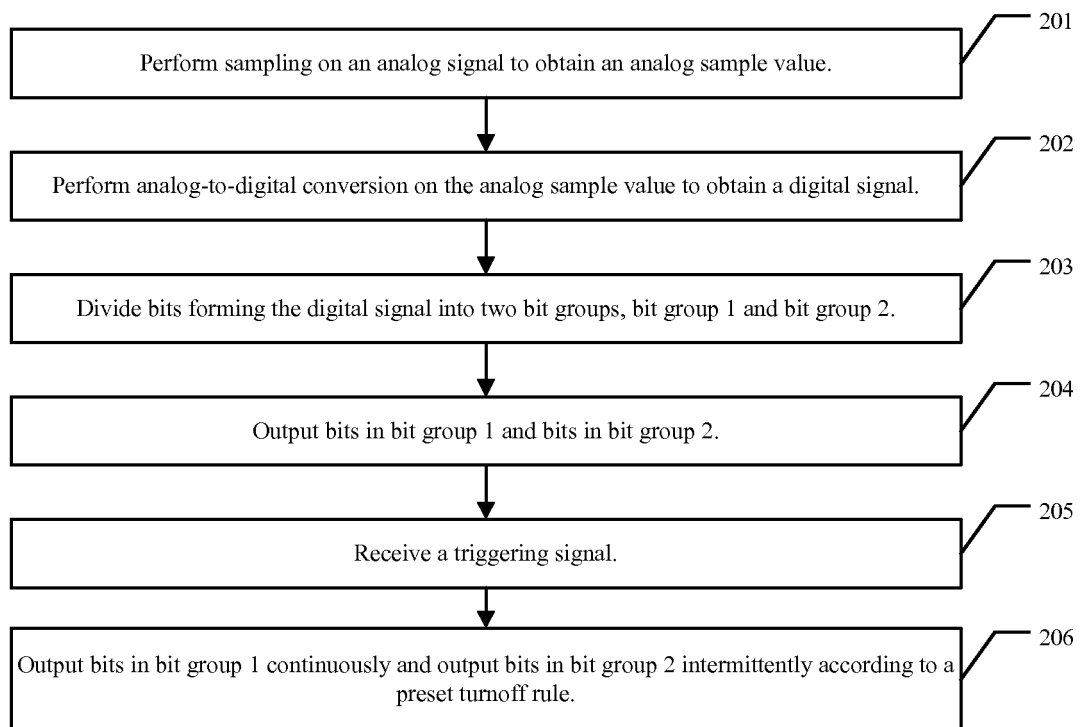 201
Perform sampling on an analog signal to obtain an analog sample value.
202
Perform analog-to-digital conversion on the analog sample value to obtain a digital signal.
203
Divide bits forming the digital signal into two bit groups, bit group 1 and bit group 2.
204
Output bits in bit group 1 and bits in bit group 2.
205
Receive a triggering signal.
206
Output bits in bit group 1 continuously and output bits in bit group 2 intermittently according to a
preset turnoff rule.